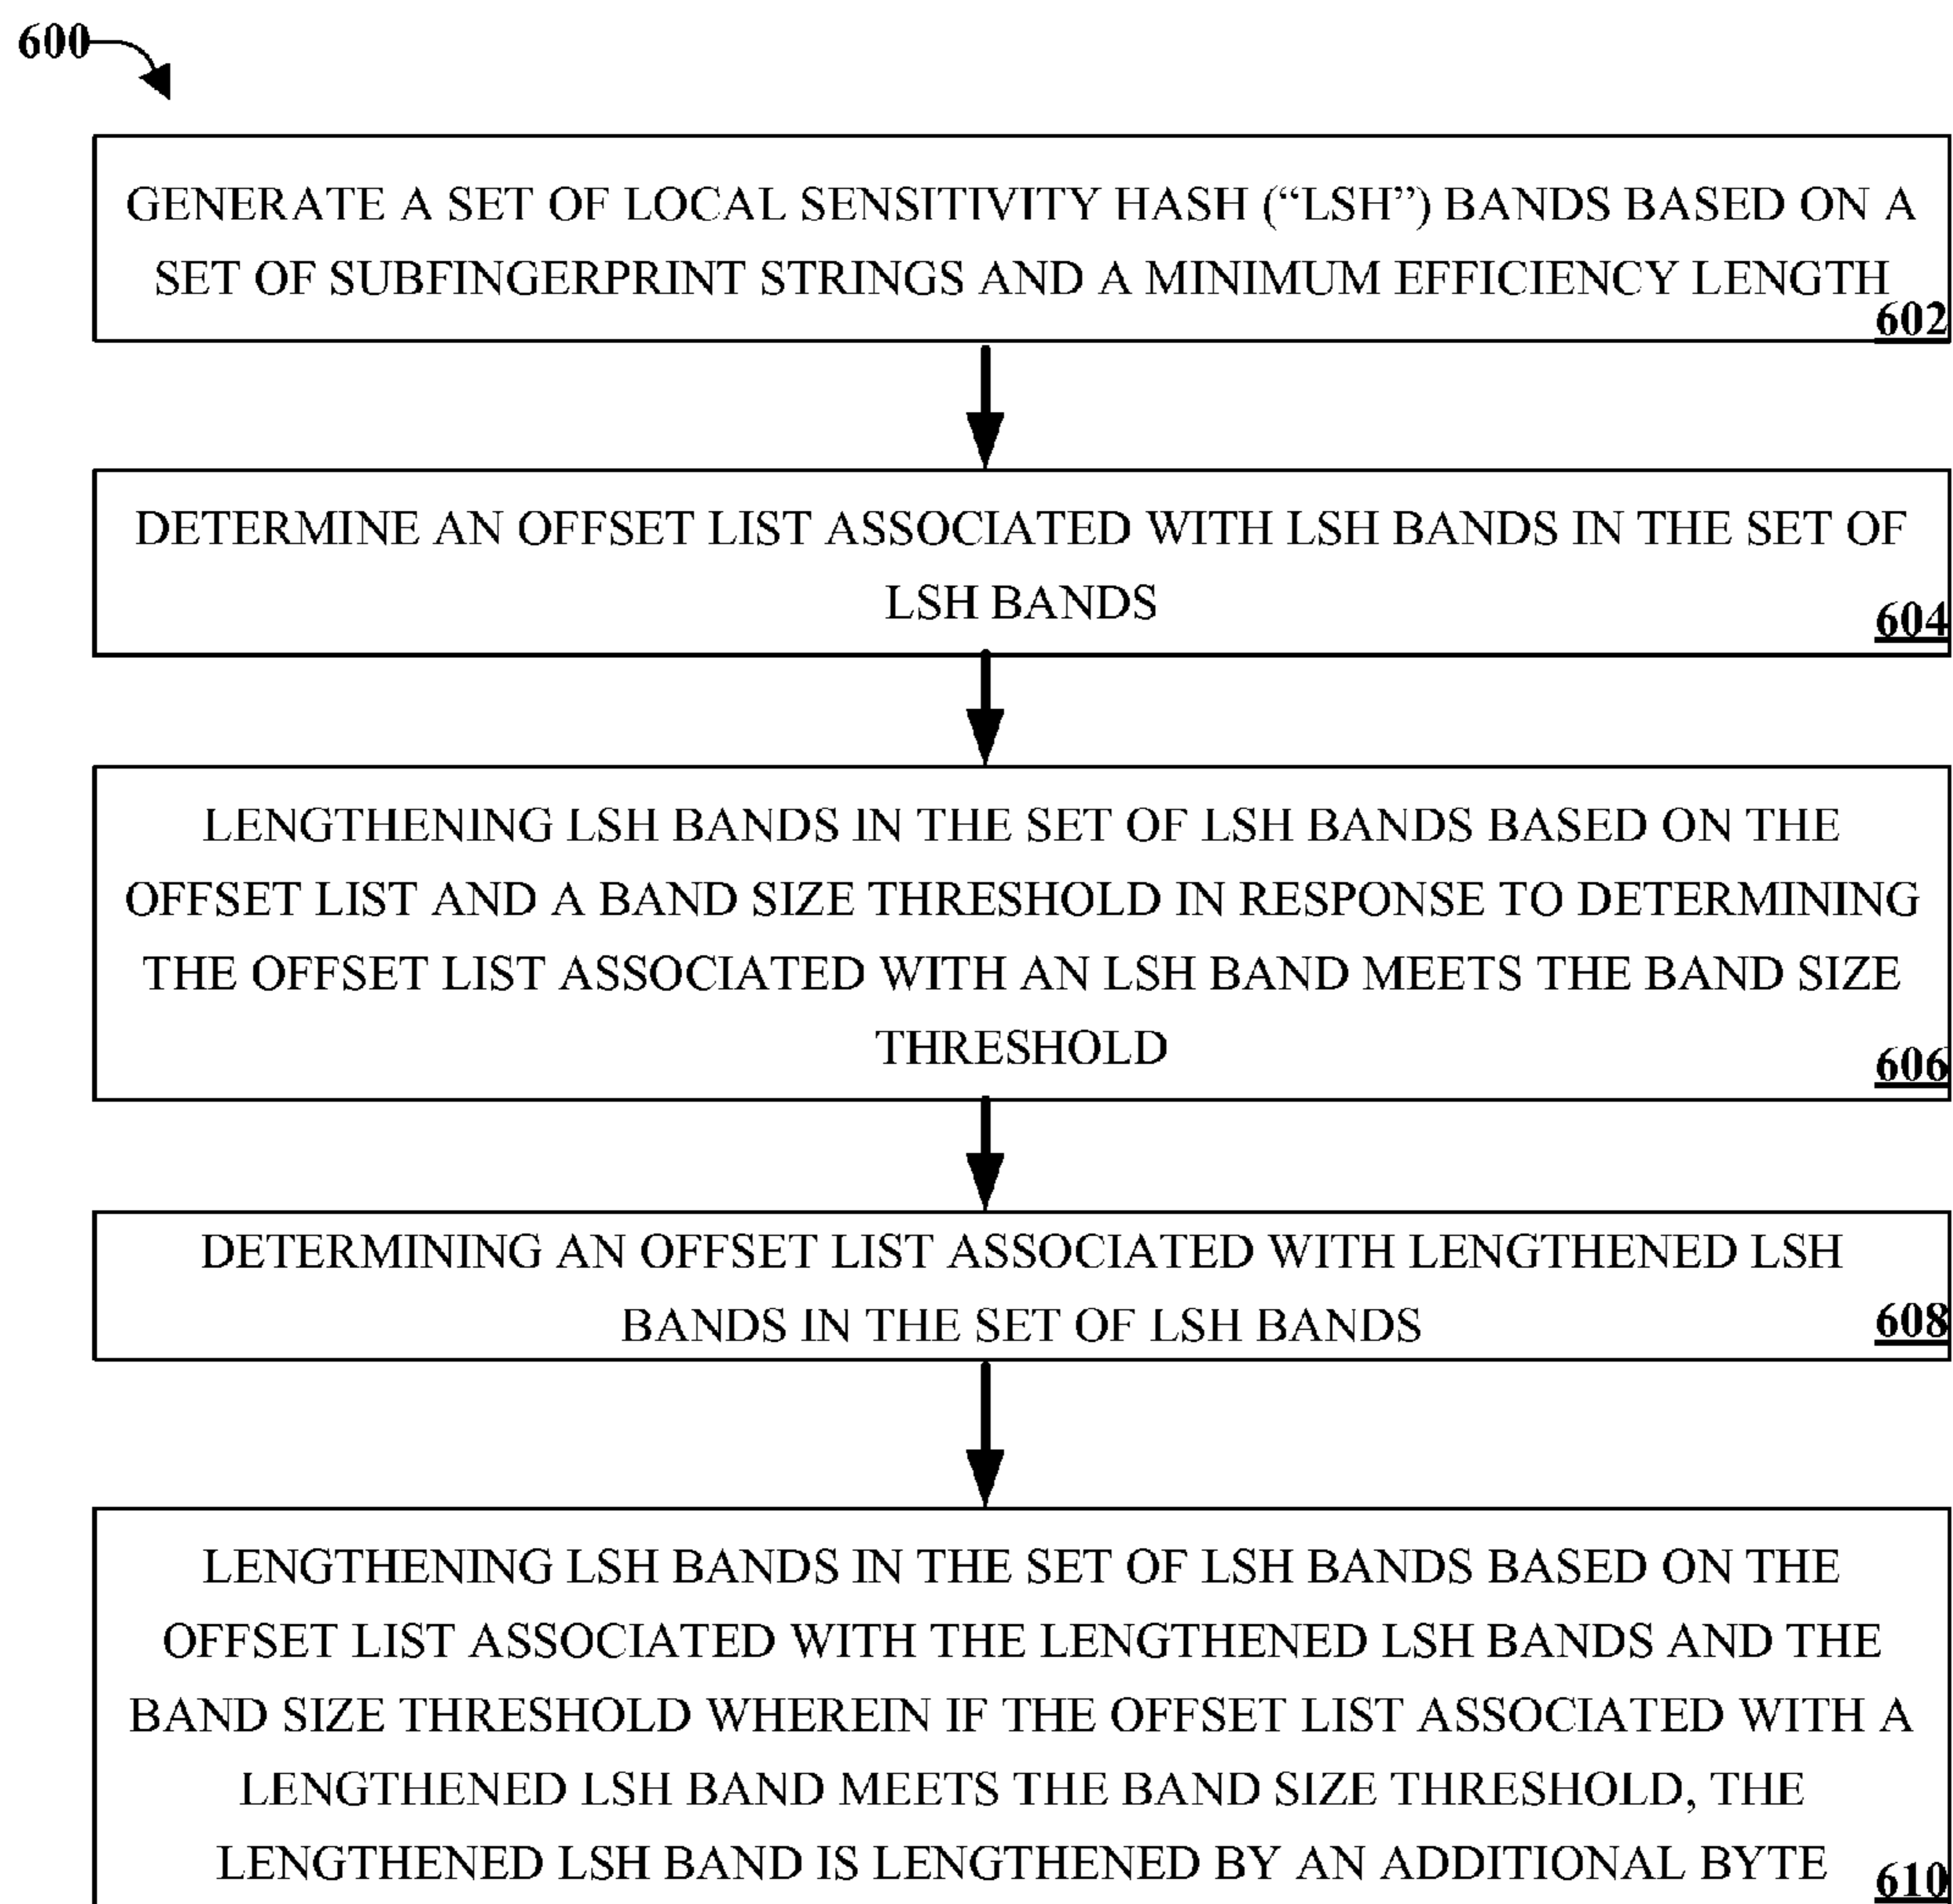 600
GENERATE A SET OF LOCAL SENSITIVITY HASH (“LSH”) BANDS BASED ON A
SET OF SUBFINGERPRINT STRINGS AND A MINIMUM EFFICIENCY LENGTH
602
DETERMINE AN OFFSET LIST ASSOCIATED WITH LSH BANDS IN THE SET OF
LSH BANDS
604
LENGTHENING LSH BANDS IN THE SET OF LSH BANDS BASED ON THE
OFFSET LIST AND A BAND SIZE THRESHOLD IN RESPONSE TO DETERMINING
THE OFFSET LIST ASSOCIATED WITH AN LSH BAND MEETS THE BAND SIZE
THRESHOLD
606
DETERMINING AN OFFSET LIST ASSOCIATED WITH LENGTHENED LSH
BANDS IN THE SET OF LSH BANDS
608
LENGTHENING LSH BANDS IN THE SET OF LSH BANDS BASED ON THE
OFFSET LIST ASSOCIATED WITH THE LENGTHENED LSH BANDS AND THE
BAND SIZE THRESHOLD WHEREIN IF THE OFFSET LIST ASSOCIATED WITH A
LENGTHENED LSH BAND MEETS THE BAND SIZE THRESHOLD, THE
LENGTHENED LSH BAND IS LENGTHENED BY AN ADDITIONAL BYTE
610